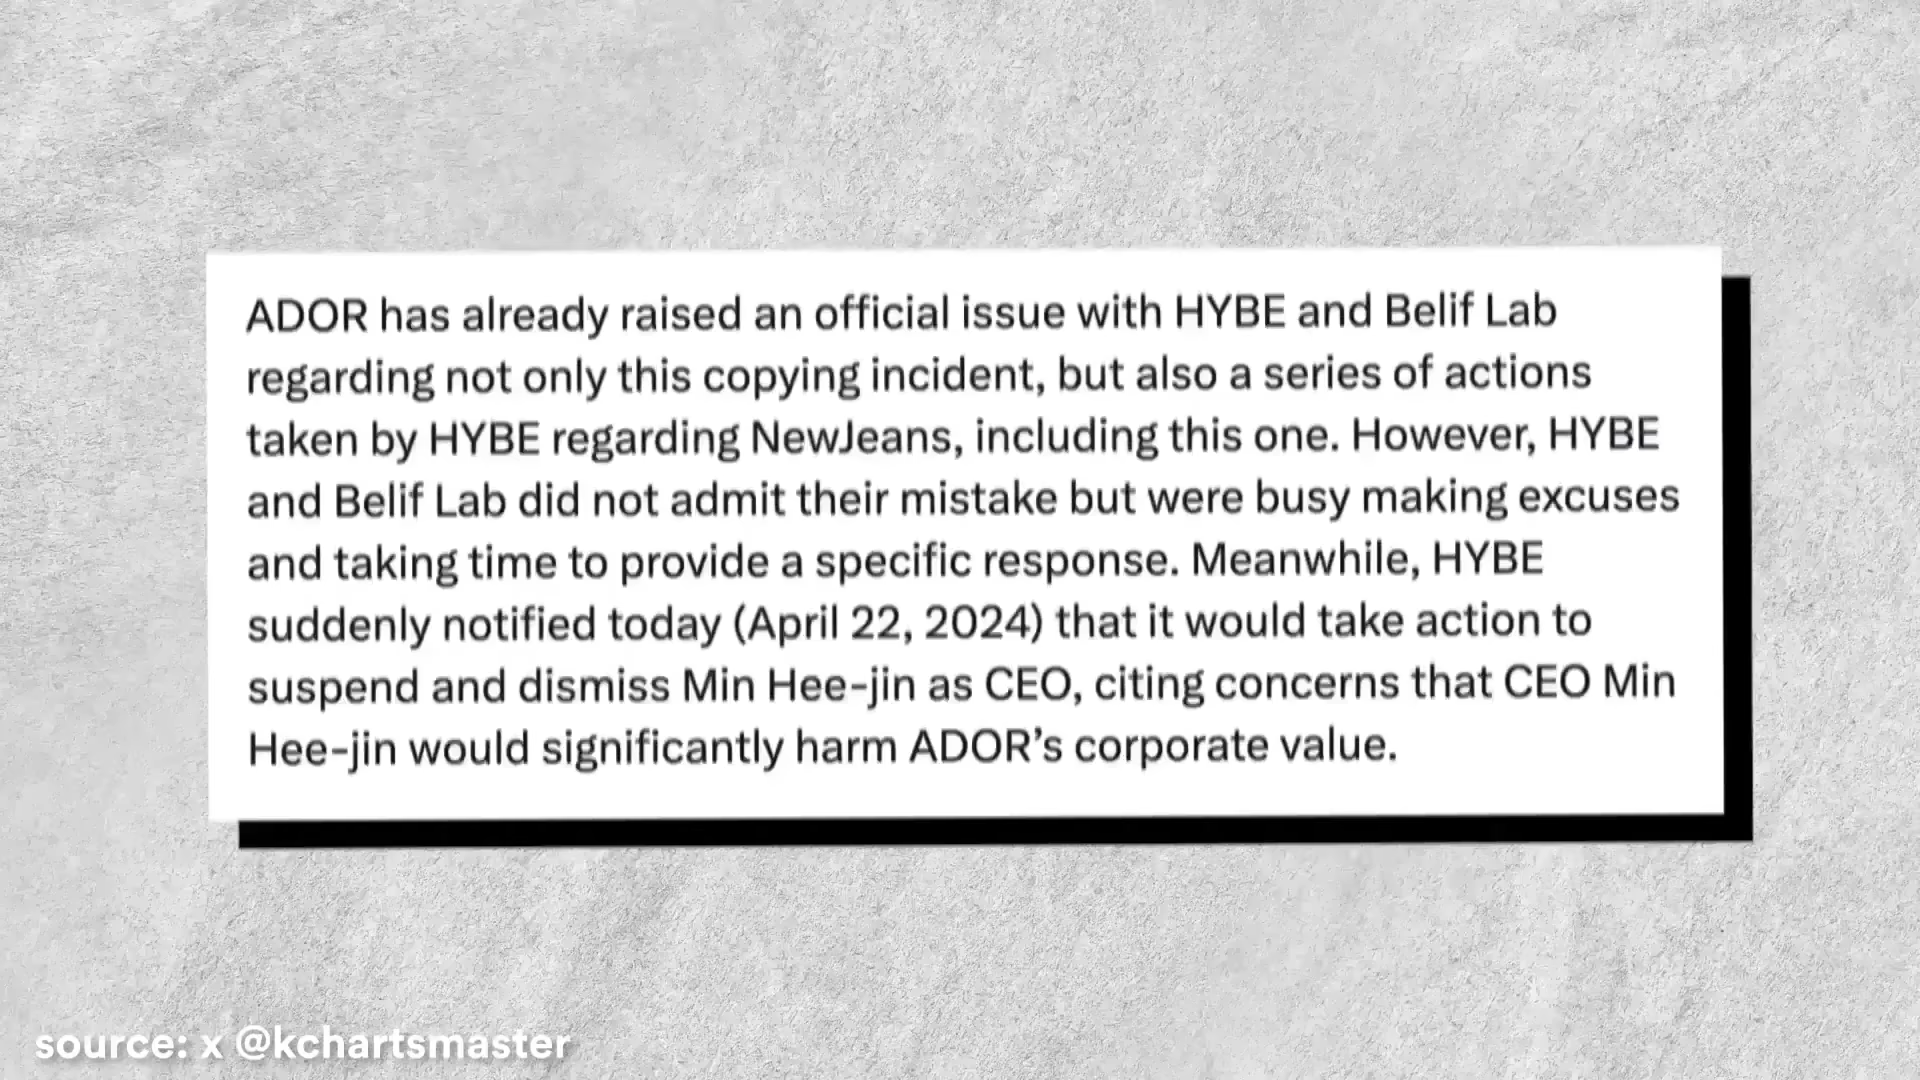 ADOR has already raised an official issue with HYBE and Belif Lab
regarding not only this copying incident, but also a series of actions
taken by HYBE regarding NewJeans, including this one. However, HYBE
and Belif Lab did not admit their mistake but were busy making excuses
and taking time to provide a specific response. Meanwhile, HYBE
suddenly notified today (April 22, 2024) that it would take action to
suspend and dismiss Min Hee-jin as CEO, citing concerns that CEO Min
Hee-jin would significantly harm ADOR’s corporate value.
source: x @kchartsmaster